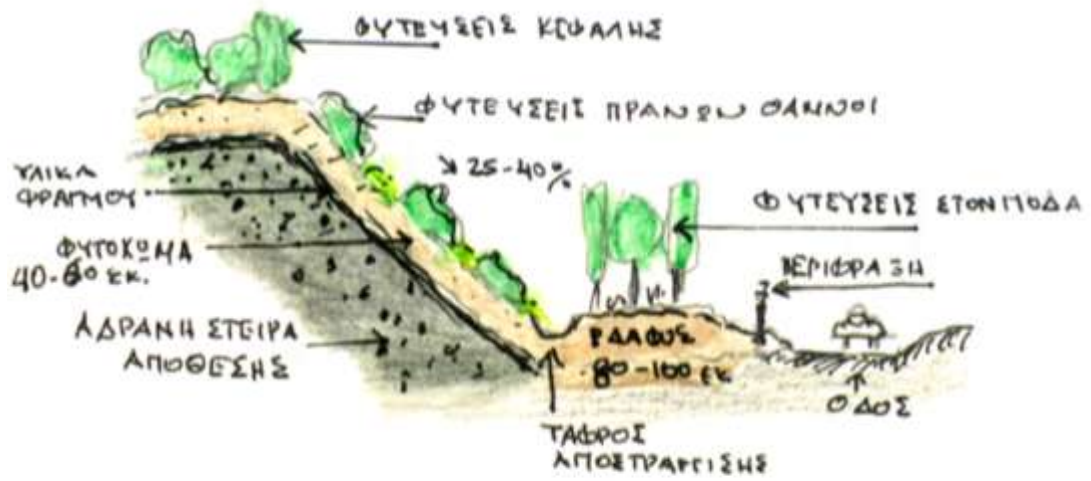 ΦΥΤΕΥΣΕΙΣ ΚΕΦΑΛΗΣ
ΦΥΤΕΥΣΕΙΣ ΠΡΑΝΩΝ ΘΑΜΝΟΙ
25-40%
ΥΛΙΚΑ
ΦΡΑΓΜΟΥ
ΦΥΤΕΥΣΕΙΣ ΣΤΟΝ ΠΟΔΑ
ΦΥΤΟΧΩΜΑ
40-60 ΕΚ.
ΠΕΡΙΦΡΑΞΗ
ΑΔΡΑΝΗ ΣΤΕΙΡΑ
ΑΠΟΘΕΣΗΣ
ΕΔΑΦΟΣ
80-100 ΕΚ
ΟΔΟΣ
ΤΑΦΡΟΣ
ΑΠΟΣΤΡΑΓΓΙΣΗΣ